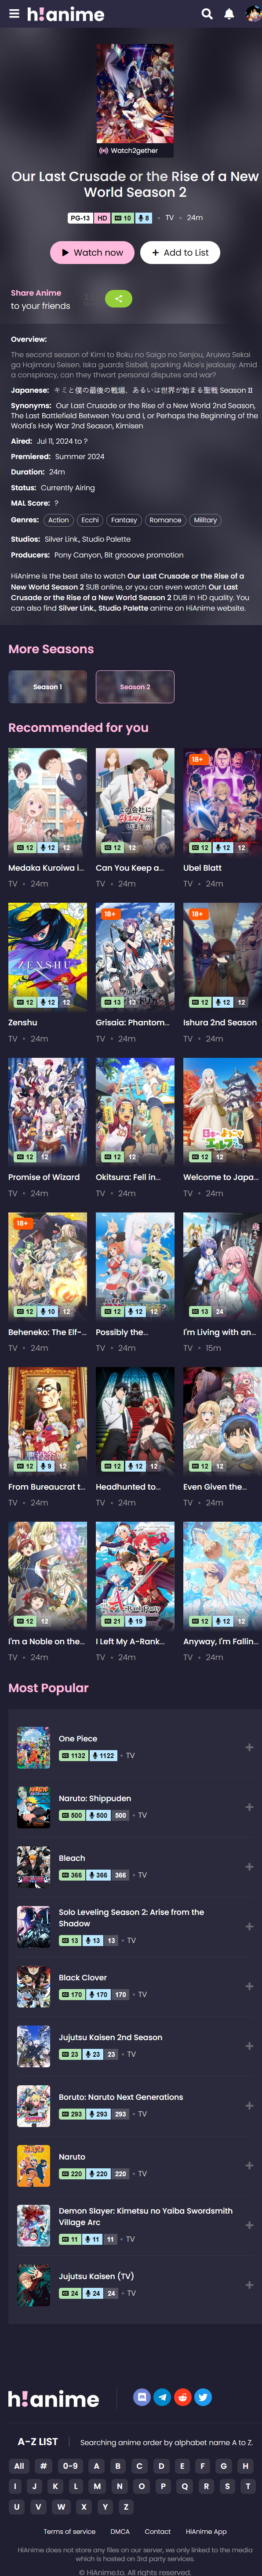 h!anime
Watch2gether
Our Last Crusade or the Rise of a New
World Season 2
PG-13 HD 10 8 • TV • 24m
Watch now + Add to List
Share Anime
to your friends
Overview:
The second season of Kimi to Boku no Saigo no Senjou, Aruiwa Sekai
ga Hajimaru Seisen. Iska guards Sisbell, sparking Alice's jealousy. Amid
a conspiracy, can they thwart personal disputes and war?
Japanese: キミと僕の最後の戦場、あるいは世界が始まる聖戦 Season II
Synonyms: Our Last Crusade or the Rise of a New World 2nd Season,
The Last Battlefield Between You and I, or Perhaps the Beginning of the
World's Holy War 2nd Season, Kimisen
Aired: Jul 11, 2024 to ?
Premiered: Summer 2024
Duration: 24m
Status: Currently Airing
MAL Score: ?
Genres: Action Ecchi Fantasy Romance Military
Studios: Silver Link., Studio Palette
Producers: Pony Canyon, Bit grooove promotion
HiAnime is the best site to watch Our Last Crusade or the Rise of a
New World Season 2 SUB online, or you can even watch Our Last
Crusade or the Rise of a New World Season 2 DUB in HD quality. You
can also find Silver Link., Studio Palette anime on HiAnime website.
More Seasons
Season 1 Season 2
Recommended for you
18+
12 12 12 12 12 12 12 12
Medaka Kuroiwa i... Can You Keep a... Ubel Blatt
TV • 24m TV • 24m TV • 24m
18+ 18+
ZENSHU
12 12 12 13 13 12 12 12
Zenshu Grisaia: Phantom... Ishura 2nd Season
TV • 24m TV • 24m TV • 24m
12 12 12 12 12 12
Promise of Wizard Okitsura: Fell in... Welcome to Japa...
TV • 24m TV • 24m TV • 24m
18+
12 10 12 12 12 12 13 24
Beheneko: The Elf-... Possibly the... I'm Living with an...
TV • 24m TV • 24m TV • 15m
12 9 12 12 12 12 12 12
From Bureaucrat t... Headhunted to... Even Given the...
TV • 24m TV • 24m TV • 24m
12 12 21 19 12 12 12
I'm a Noble on the... I Left My A-Rank... Anyway, I'm Fallin...
TV • 24m TV • 24m TV • 24m
Most Popular
One Piece
1132 1122 • TV
Naruto: Shippuden
500 500 500 • TV
Bleach
366 366 366 • TV
Solo Leveling Season 2: Arise from the
Shadow
13 13 13 • TV
Black Clover
170 170 170 • TV
Jujutsu Kaisen 2nd Season
23 23 23 • TV
Boruto: Naruto Next Generations
293 293 293 • TV
Naruto
220 220 220 • TV
Demon Slayer: Kimetsu no Yaiba Swordsmith
Village Arc
11 11 11 • TV
Jujutsu Kaisen (TV)
24 24 24 • TV
h!anime
A-Z LIST | Searching anime order by alphabet name A to Z.
All # 0-9 A B C D E F G H
I J K L M N O P Q R S T
U V W X Y Z
Terms of service DMCA Contact HiAnime App
HiAnime does not store any files on our server, we only linked to the media
which is hosted on 3rd party services.
© HiAnime.to. All rights reserved.